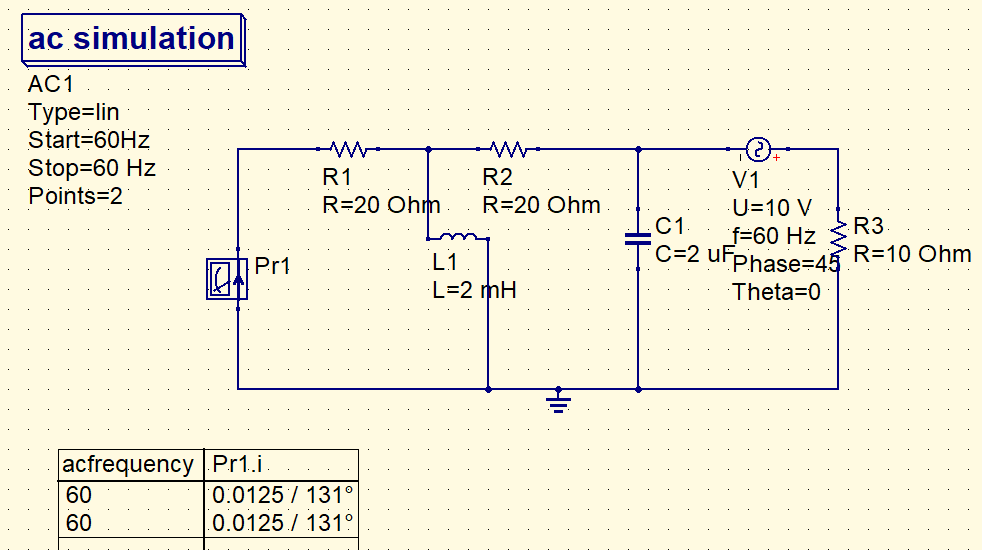 ac simulation
AC1
Type=lin
Start=60Hz
Stop=60 Hz
Points=2
R1
R=20 Ohm
R2
R=20 Ohm
V1
U=10 V
f=60 Hz
Phase=45
Theta=0
C1
C=2 uF
R3
R=10 Ohm
L1
L=2 mH
Pr1
acfrequency Pr1.i
60 0.0125 / 131°
60 0.0125 / 131°